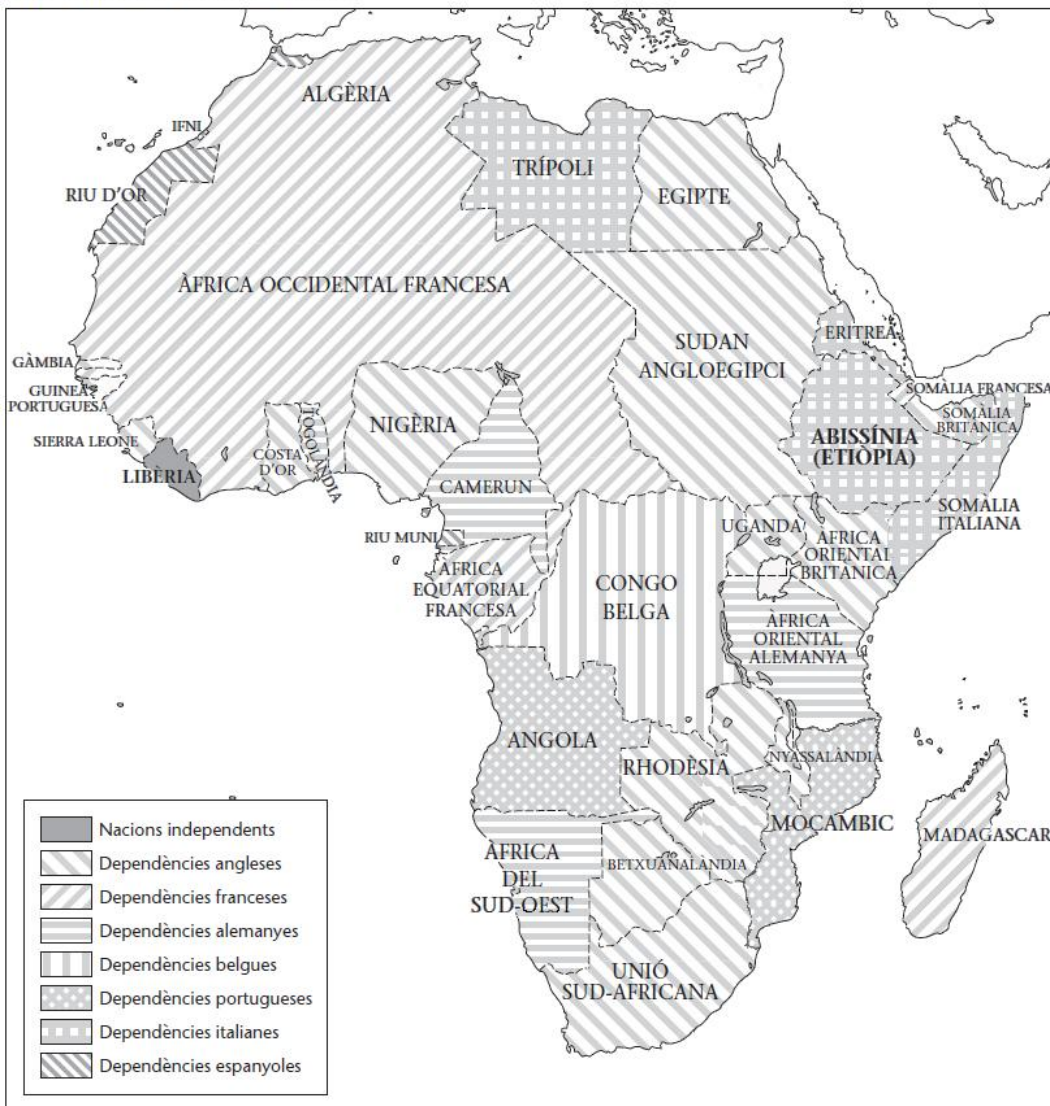 ALGÈRIA
IFNI
RIU D'OR
TRÍPOLI
EGIPTE
ÀFRICA OCCIDENTAL FRANCESA
GÀMBIA
GUINEA
PORTUGUESA
SIERRA LEONE
LIBÈRIA
COSTA
D'OR
TOGOLÀNDIA
NIGÈRIA
CAMERUN
RIU MUNI
ÀFRICA
EQUATORIAL
FRANCESA
SUDAN
ANGLOEGIPCI
ERITREA
SOMÀLIA FRANCESA
SOMÀLIA
BRITÀNICA
ABISSÍNIA
(ETIÒPIA)
SOMÀLIA
ITALIANA
UGANDA
ÀFRICA
ORIENTAL
BRITÀNICA
CONGO
BELGA
ÀFRICA
ORIENTAL
ALEMANYA
ANGOLA
RHODÈSIA
NYASSALÀNDIA
MOÇAMBIC
MADAGASCAR
ÀFRICA
DEL
SUD-OEST
BETXUANALÀNDIA
UNIÓ
SUD-AFRICANA
Nacions independents
Dependències angleses
Dependències franceses
Dependències alemanyes
Dependències belgues
Dependències portugueses
Dependències italianes
Dependències espanyoles